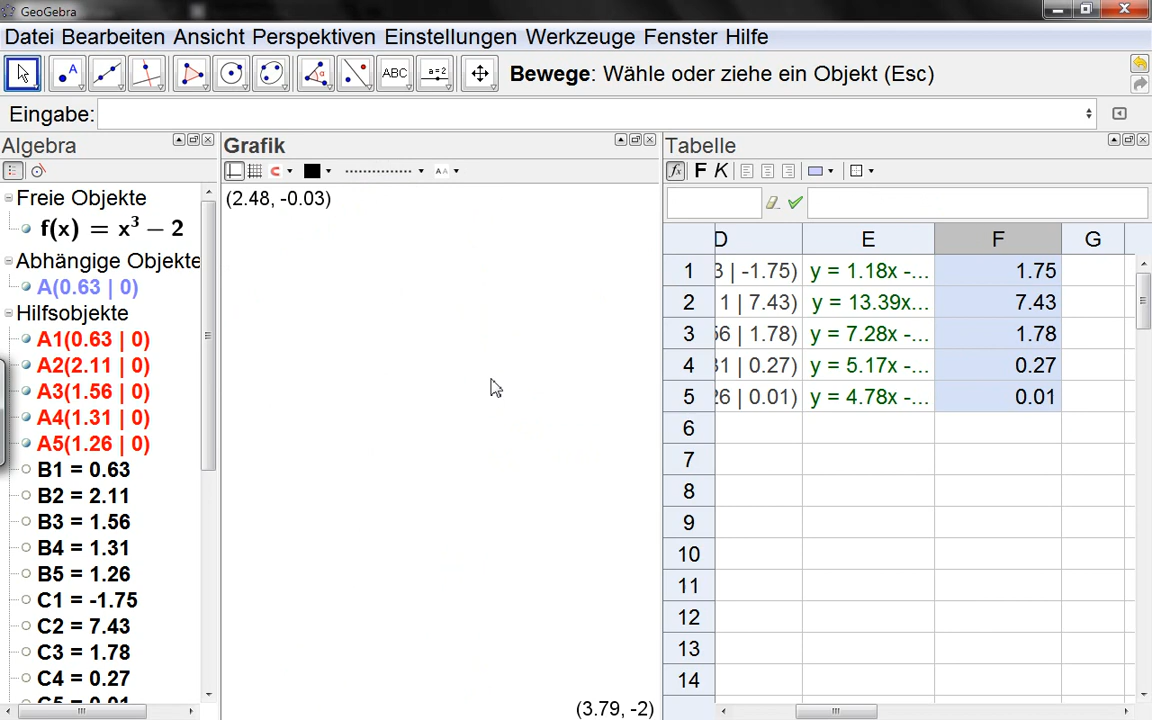 GeoGebra
Datei Bearbeiten Ansicht Perspektiven Einstellungen Werkzeuge Fenster Hilfe
A ABC a=2 Bewege: Wähle oder ziehe ein Objekt (Esc)
Eingabe:
Algebra
Freie Objekte
f(x) = x³ − 2
Abhängige Objekte
A(0.63 | 0)
Hilfsobjekte
A1(0.63 | 0)
A2(2.11 | 0)
A3(1.56 | 0)
A4(1.31 | 0)
A5(1.26 | 0)
B1 = 0.63
B2 = 2.11
B3 = 1.56
B4 = 1.31
B5 = 1.26
C1 = -1.75
C2 = 7.43
C3 = 1.78
C4 = 0.27
Grafik
A A
(2.48, -0.03)
(3.79, -2)
Tabelle
fx F K
D E F G
1 3 | -1.75) y = 1.18x -... 1.75
2 1 | 7.43) y = 13.39x... 7.43
3 56 | 1.78) y = 7.28x -... 1.78
4 31 | 0.27) y = 5.17x -... 0.27
5 26 | 0.01) y = 4.78x -... 0.01
6
7
8
9
10
11
12
13
14